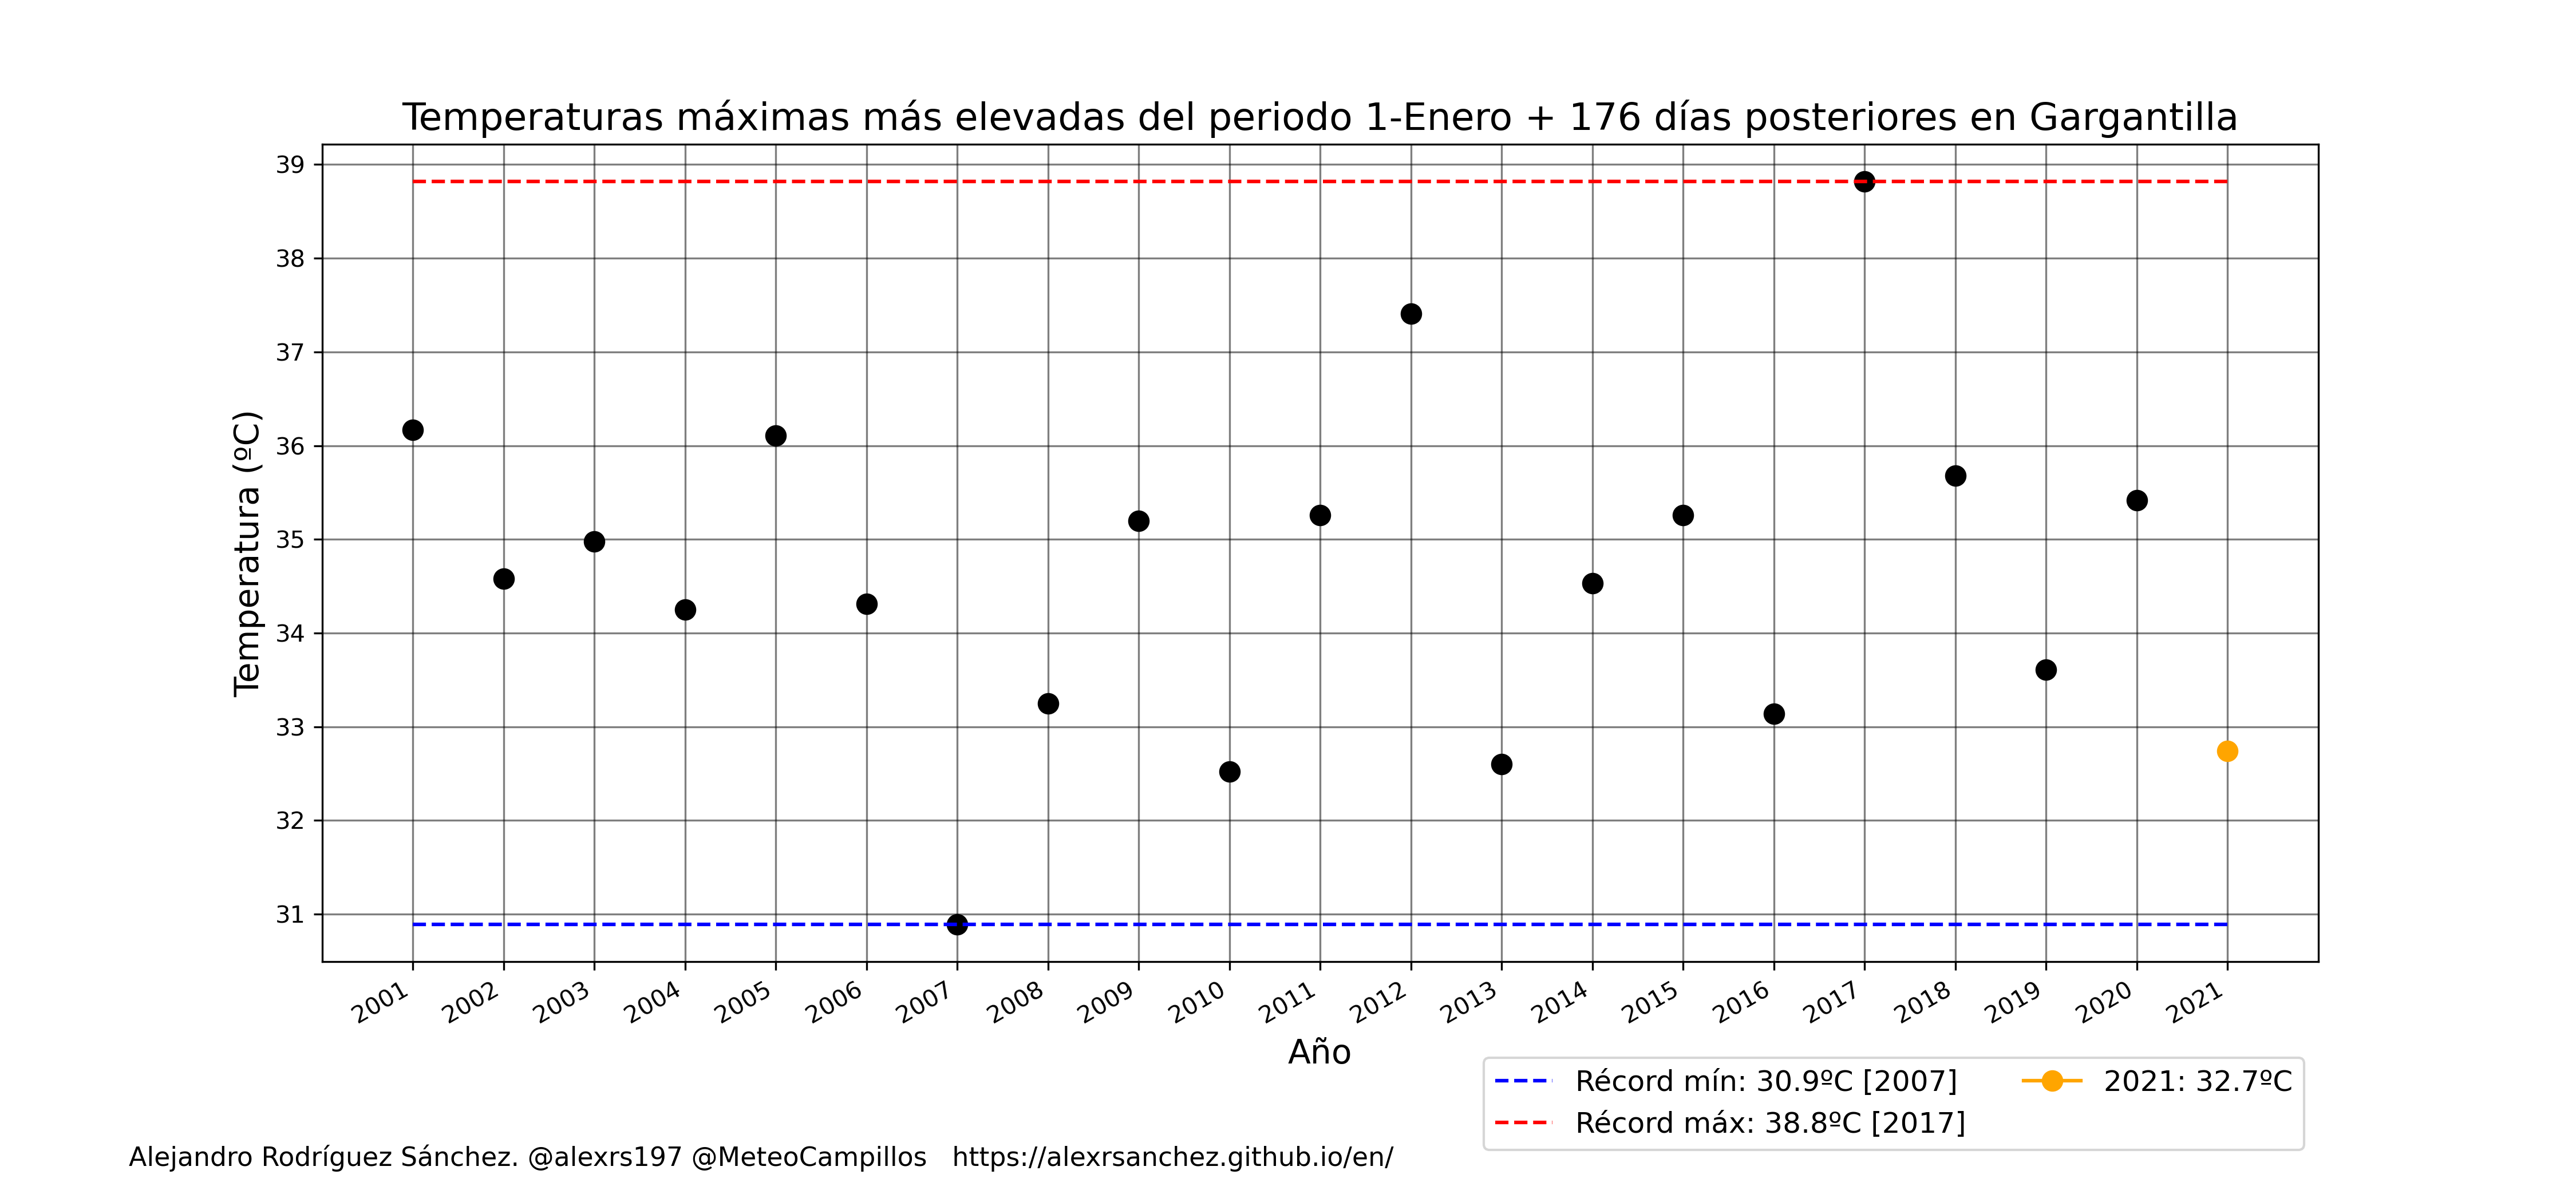 Temperaturas máximas más elevadas del periodo 1-Enero + 176 días posteriores en Gargantilla
39
38
37
36
35
34
33
32
31
Temperatura (ºC)
2001 2002 2003 2004 2005 2006 2007 2008 2009 2010 2011 2012 2013 2014 2015 2016 2017 2018 2019 2020 2021
Año
Récord mín: 30.9ºC [2007]
Récord máx: 38.8ºC [2017]
2021: 32.7ºC
Alejandro Rodríguez Sánchez. @alexrs197 @MeteoCampillos   https://alexrsanchez.github.io/en/